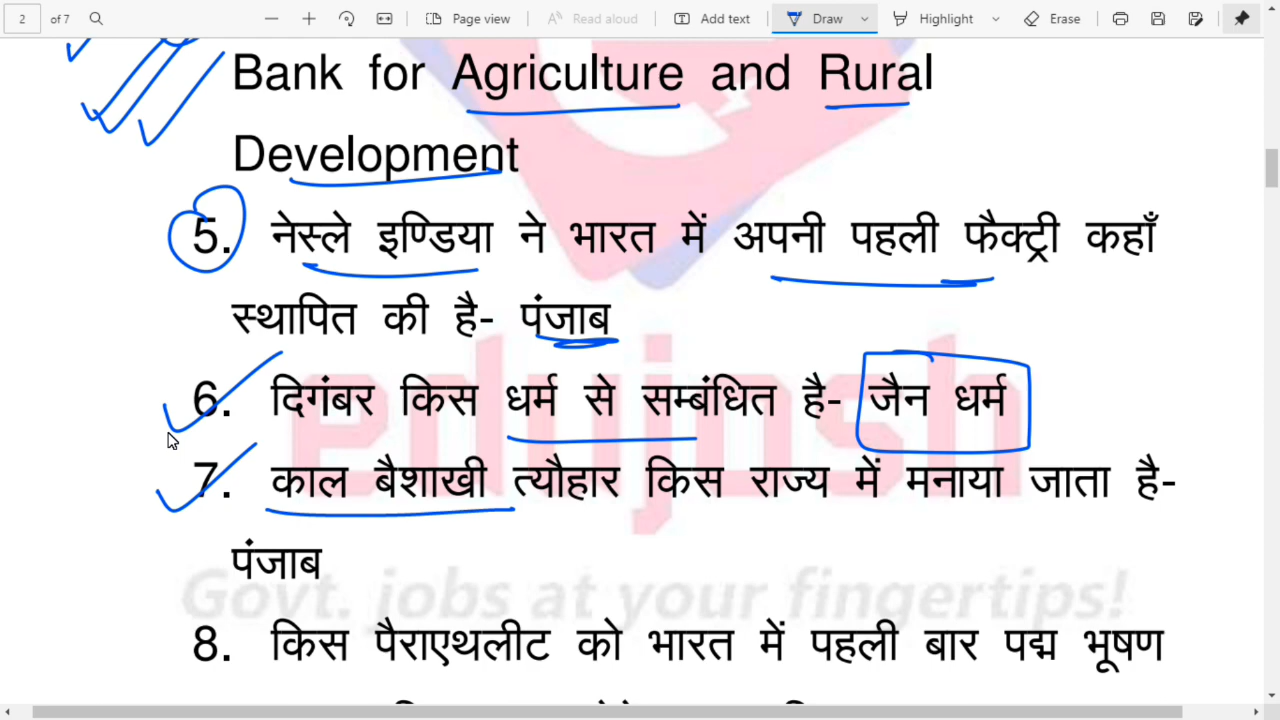 2 of 7 Page view Read aloud Add text Draw Highlight Erase
Bank for Agriculture and Rural
Development
5. नेस्ले इण्डिया ने भारत में अपनी पहली फैक्ट्री कहाँ
स्थापित की है- पंजाब
6. दिगंबर किस धर्म से सम्बंधित है- जैन धर्म
7. काल बैशाखी त्यौहार किस राज्य में मनाया जाता है-
पंजाब
8. किस पैराएथलीट को भारत में पहली बार पद्म भूषण
edujosh
Govt. jobs at your fingertips!